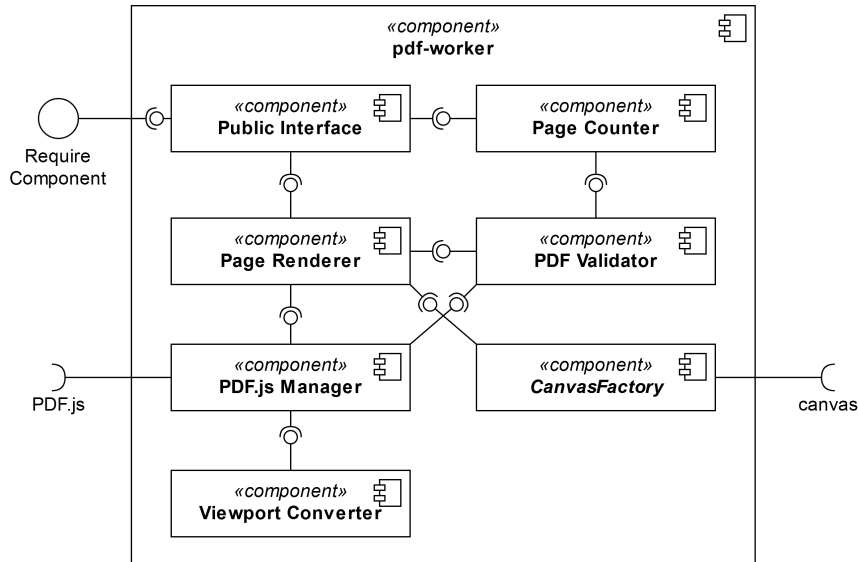 «component»
pdf-worker
«component»
Public Interface
«component»
Page Counter
Require
Component
«component»
Page Renderer
«component»
PDF Validator
«component»
PDF.js Manager
«component»
CanvasFactory
PDF.js
canvas
«component»
Viewport Converter